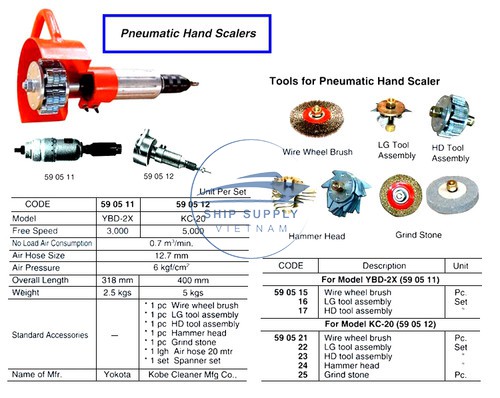 Pneumatic Hand Scalers
Tools for Pneumatic Hand Scaler
Wire Wheel Brush
LG Tool
Assembly
HD Tool
Assembly
59 05 11
59 05 12
Hammer Head
Grind Stone
SHIP SUPPLY
VIETNAM
Unit Per Set
CODE 59 05 11 59 05 12
Model YBD-2X KC-20
Free Speed 3,000 5,000
No Load Air Consumption 0.7 m³/min.
Air Hose Size 12.7 mm
Air Pressure 6 kgf/cm²
Overall Length 318 mm 400 mm
Weight 2.5 kgs 5 kgs
Standard Accessories —
* 1 pc Wire wheel brush
* 1 pc LG tool assembly
* 1 pc HD tool assembly
* 1 pc Hammer head
* 1 pc Grind stone
* 1 lgh Air hose 20 mtr
* 1 set Spanner set
Name of Mfr. Yokota Kobe Cleaner Mfg Co.,
CODE Description Unit
For Model YBD-2X (59 05 11)
59 05 15 Wire wheel brush Pc.
16 LG tool assembly Set
17 HD tool assembly "
For Model KC-20 (59 05 12)
59 05 21 Wire wheel brush Pc.
22 LG tool assembly Set
23 HD tool assembly "
24 Hammer head "
25 Grind stone Pc.